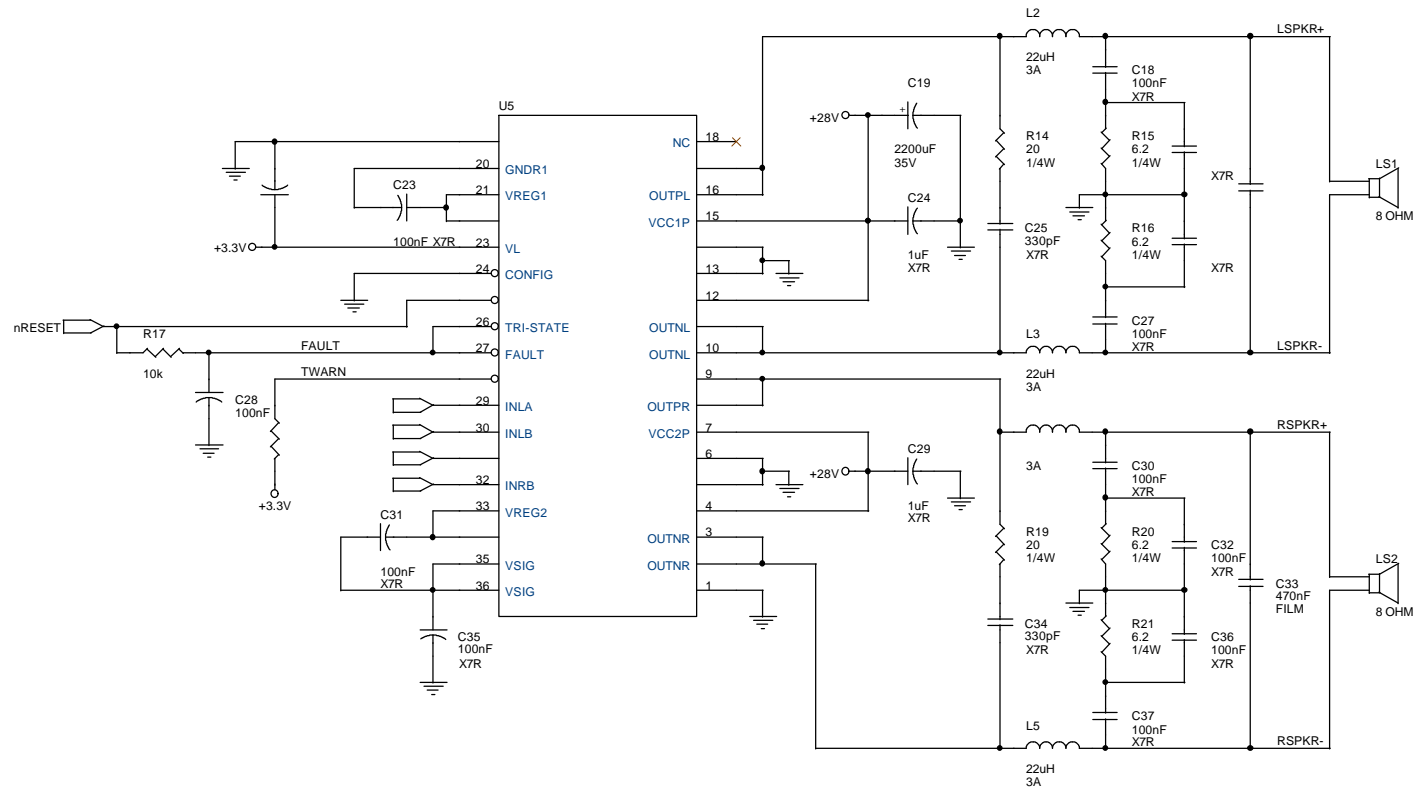 L2
LSPKR+
22uH
3A
C18
100nF
X7R
C19
U5
+28V
2200uF
35V
R14
20
1/4W
R15
6.2
1/4W
LS1
8 OHM
X7R
NC 18
20 GNDR1
C23
21 VREG1
100nF X7R
OUTPL 16
VCC1P 15
C24
1uF
X7R
C25
330pF
X7R
R16
6.2
1/4W
X7R
+3.3V
23 VL
24 CONFIG
13
12
nRESET
R17
10k
FAULT
26 TRI-STATE
27 FAULT
OUTNL
OUTNL 10
L3
22uH
3A
C27
100nF
X7R
LSPKR-
TWARN
9
C28
100nF
+3.3V
29 INLA
30 INLB
32 INRB
OUTPR
VCC2P 7
6
4
+28V
C29
1uF
X7R
3A
RSPKR+
C30
100nF
X7R
33 VREG2
C31
100nF
X7R
OUTNR 3
OUTNR
35 VSIG
36 VSIG
1
R19
20
1/4W
R20
6.2
1/4W
C32
100nF
X7R
C33
470nF
FILM
LS2
8 OHM
C35
100nF
X7R
C34
330pF
X7R
R21
6.2
1/4W
C36
100nF
X7R
L5
22uH
3A
C37
100nF
X7R
RSPKR-